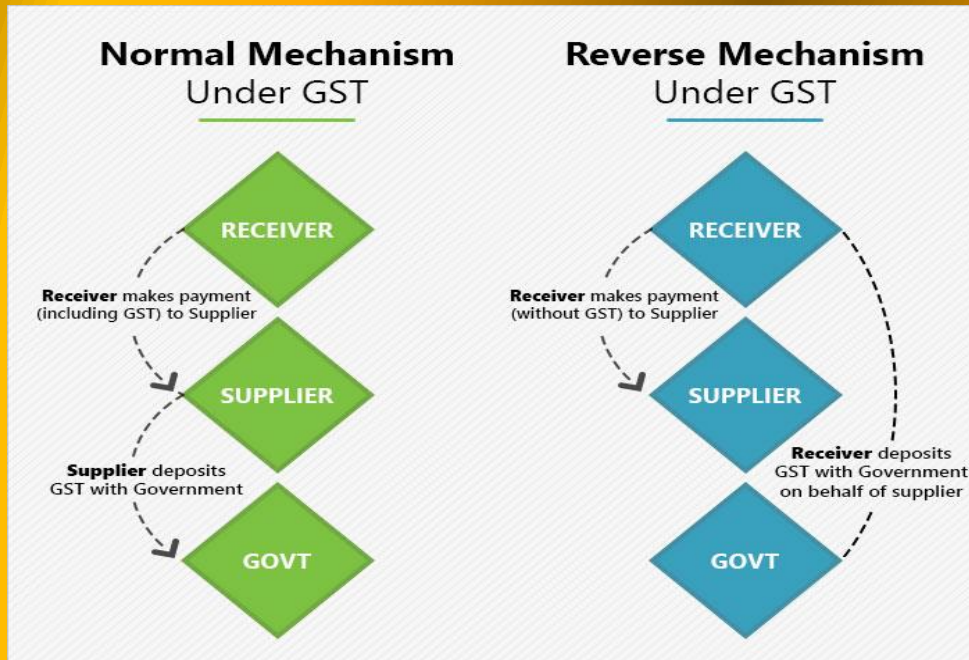 Normal Mechanism
Under GST
RECEIVER
Receiver makes payment
(including GST) to Supplier
SUPPLIER
Supplier deposits
GST with Government
GOVT
Reverse Mechanism
Under GST
RECEIVER
Receiver makes payment
(without GST) to Supplier
SUPPLIER
Receiver deposits
GST with Government
on behalf of supplier
GOVT